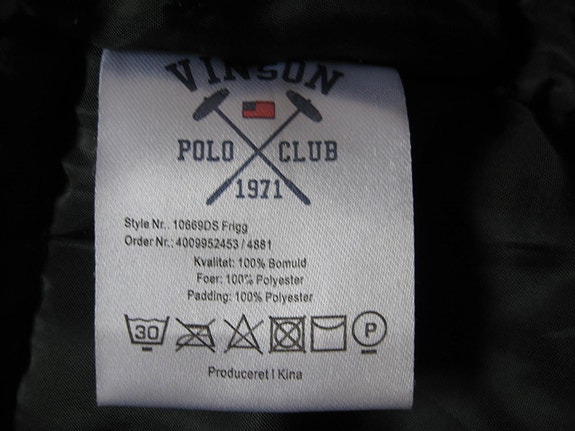 VINSON
POLO CLUB
1971
Style Nr.. 10669DS Frigg
Order Nr.: 4009952453 / 4881
Kvalitet: 100% Bomuld
Foer: 100% Polyester
Padding: 100% Polyester
30 P
Produceret I Kina